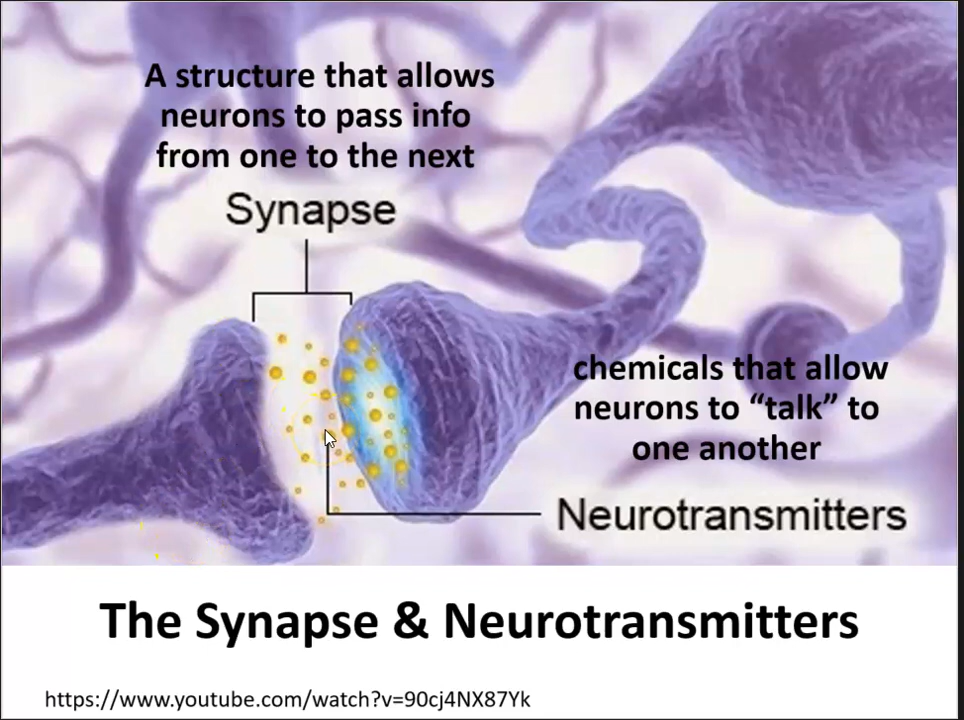 A structure that allows
neurons to pass info
from one to the next
Synapse
chemicals that allow
neurons to “talk” to
one another
Neurotransmitters
The Synapse & Neurotransmitters
https://www.youtube.com/watch?v=90cj4NX87Yk